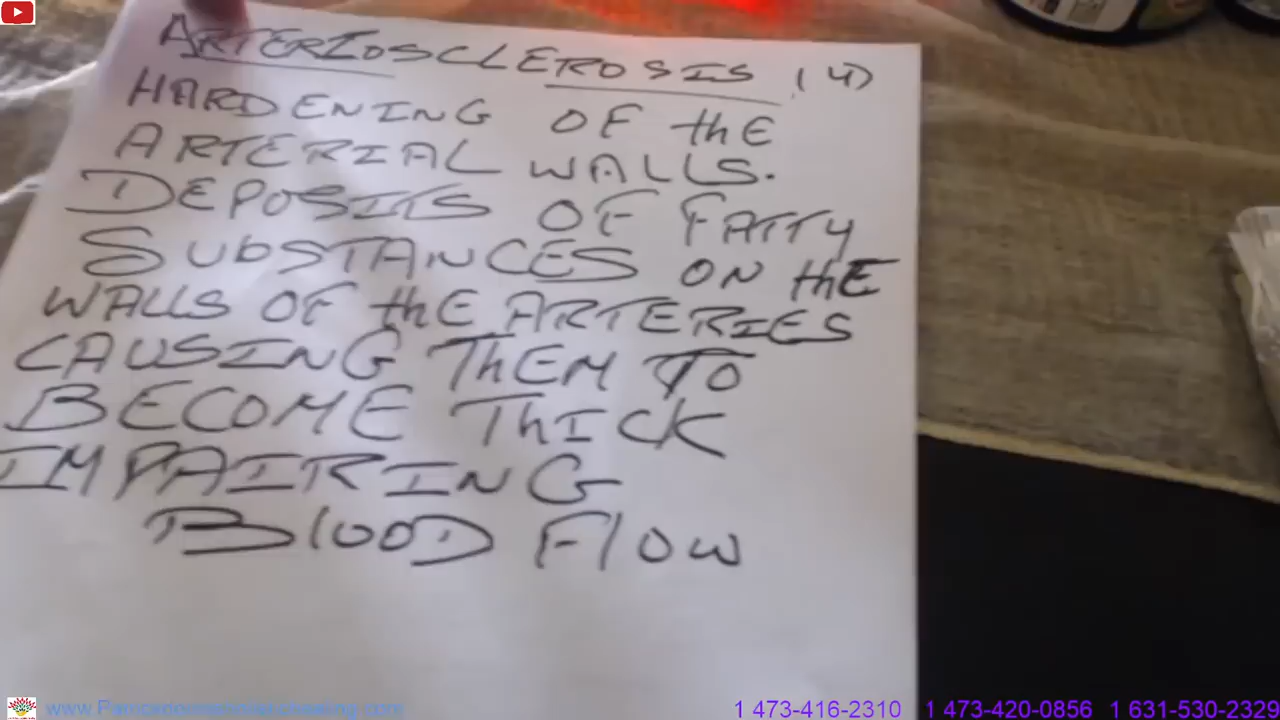 ARTERIOSCLEROSIS (4)
HARDENING OF thE
ARTERIAL WALLS.
DEPOSITS OF FATTY
SUBSTANCES ON thE
WALLS OF thE ARTERIES
CAUSING THEM TO
BECOME THICK
IMPAIRING
BlooD Flow
1 473-416-2310 1 473-420-0856 1 631-530-2329